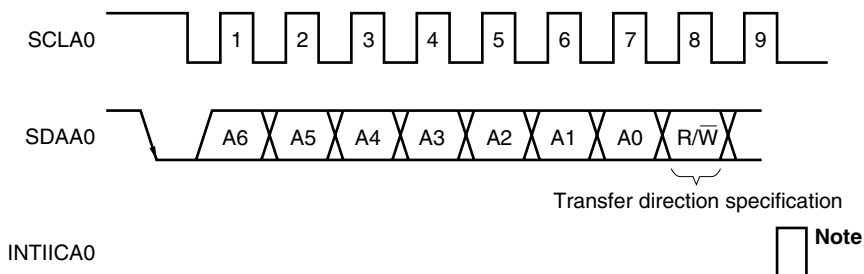 SCLA0 1 2 3 4 5 6 7 8 9
SDAA0 A6 A5 A4 A3 A2 A1 A0 R/W̅
Transfer direction specification
Note
INTIICA0